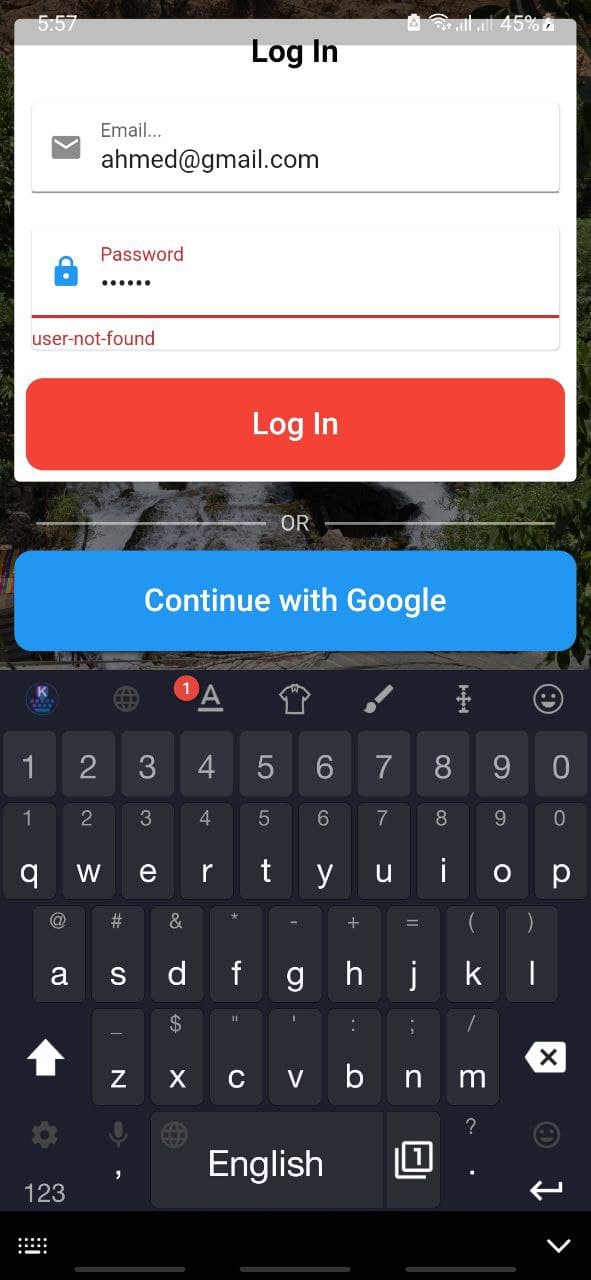 5.57
45%
Log In
Email...
ahmed@gmail.com
Password
••••••
user-not-found
Log In
OR
Continue with Google
K
1
A
1 2 3 4 5 6 7 8 9 0
1 2 3 4 5 6 7 8 9 0
q w e r t y u i o p
@ # & * - + = ( )
a s d f g h j k l
_ $ " ' : ; /
z x c v b n m
?
, English 1 .
123